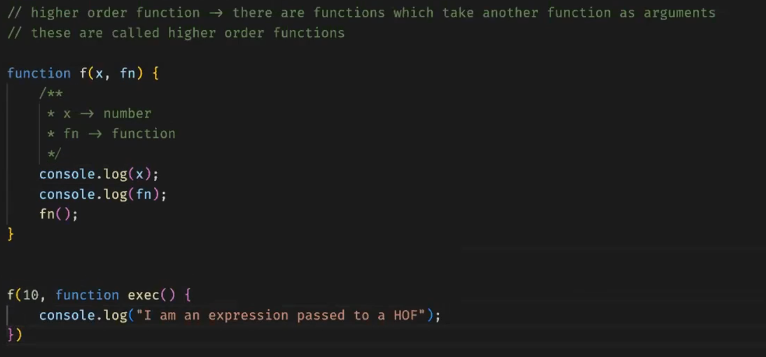 // higher order function → there are functions which take another function as arguments
// these are called higher order functions
function f(x, fn) {
/**
* x → number
* fn → function
*/
console.log(x);
console.log(fn);
fn();
}
f(10, function exec() {
console.log("I am an expression passed to a HOF");
})